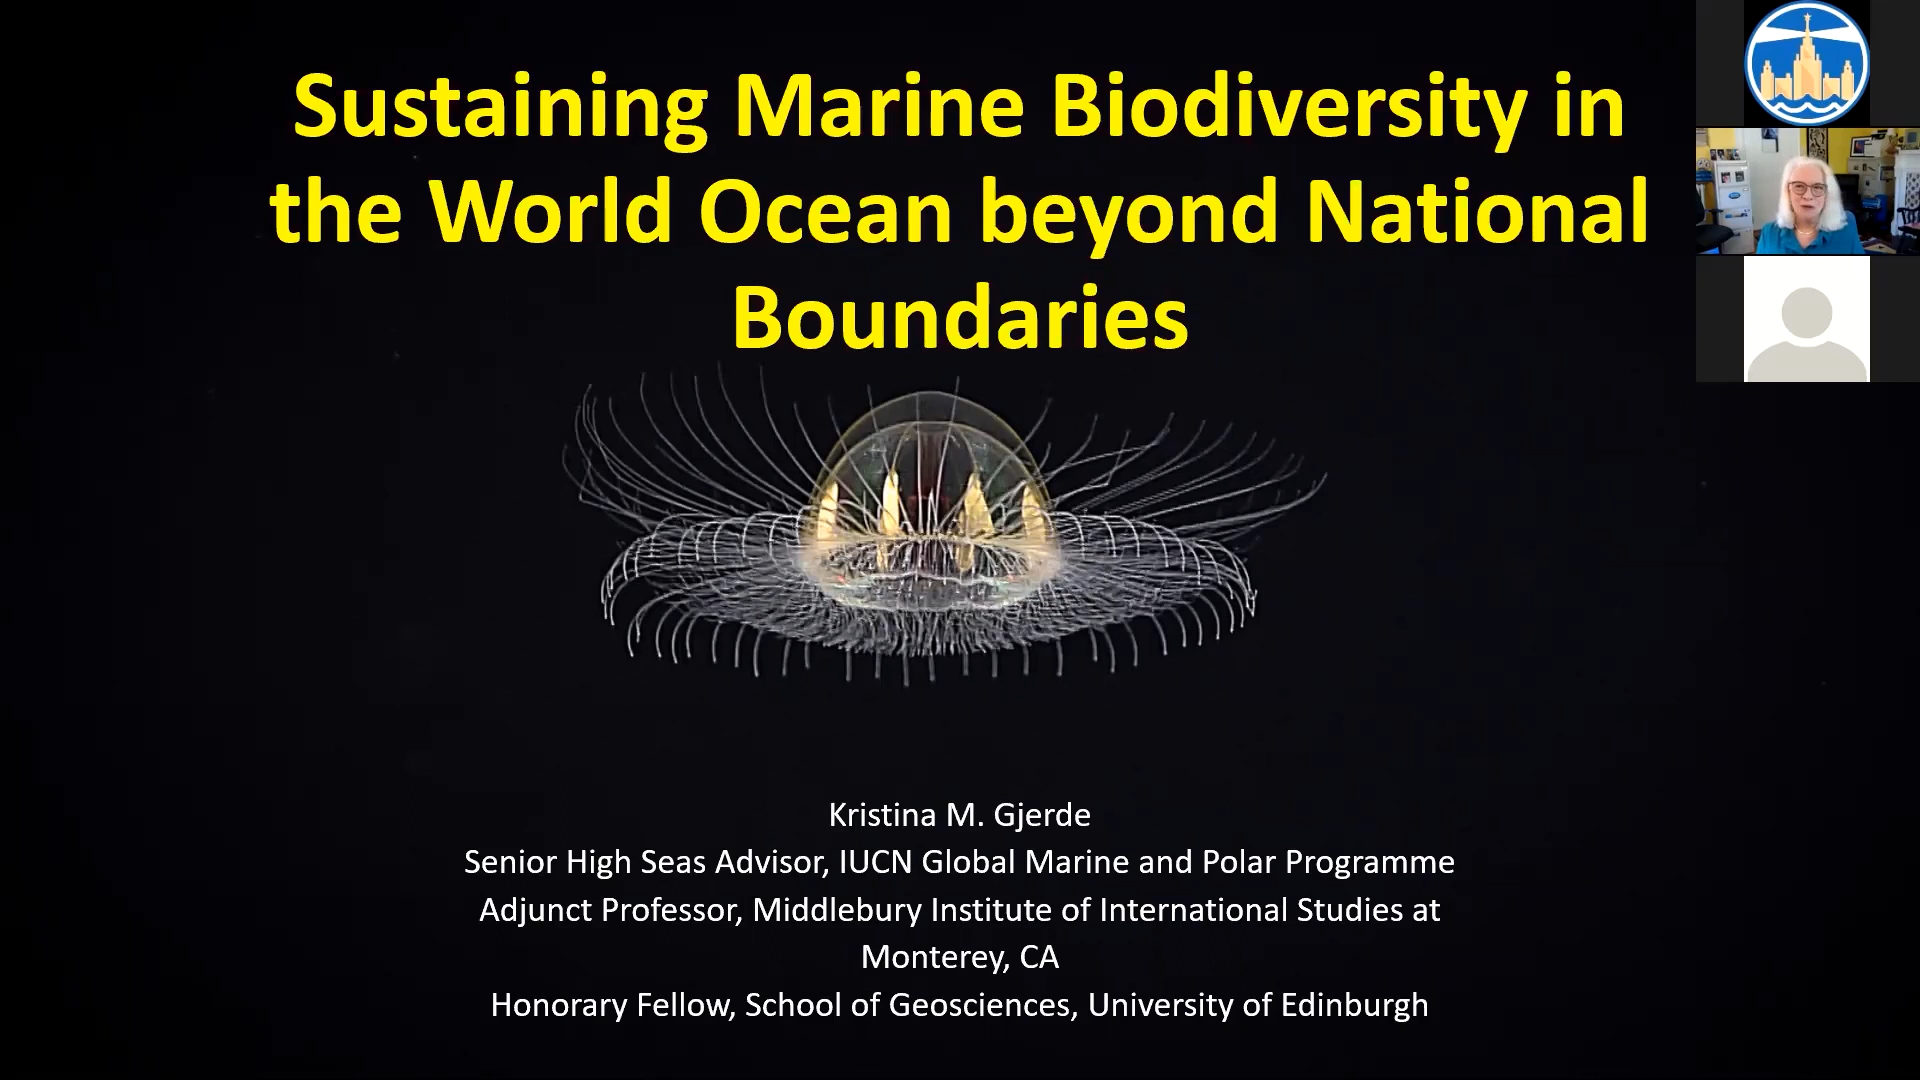 Sustaining Marine Biodiversity in
the World Ocean beyond National
Boundaries
Kristina M. Gjerde
Senior High Seas Advisor, IUCN Global Marine and Polar Programme
Adjunct Professor, Middlebury Institute of International Studies at
Monterey, CA
Honorary Fellow, School of Geosciences, University of Edinburgh